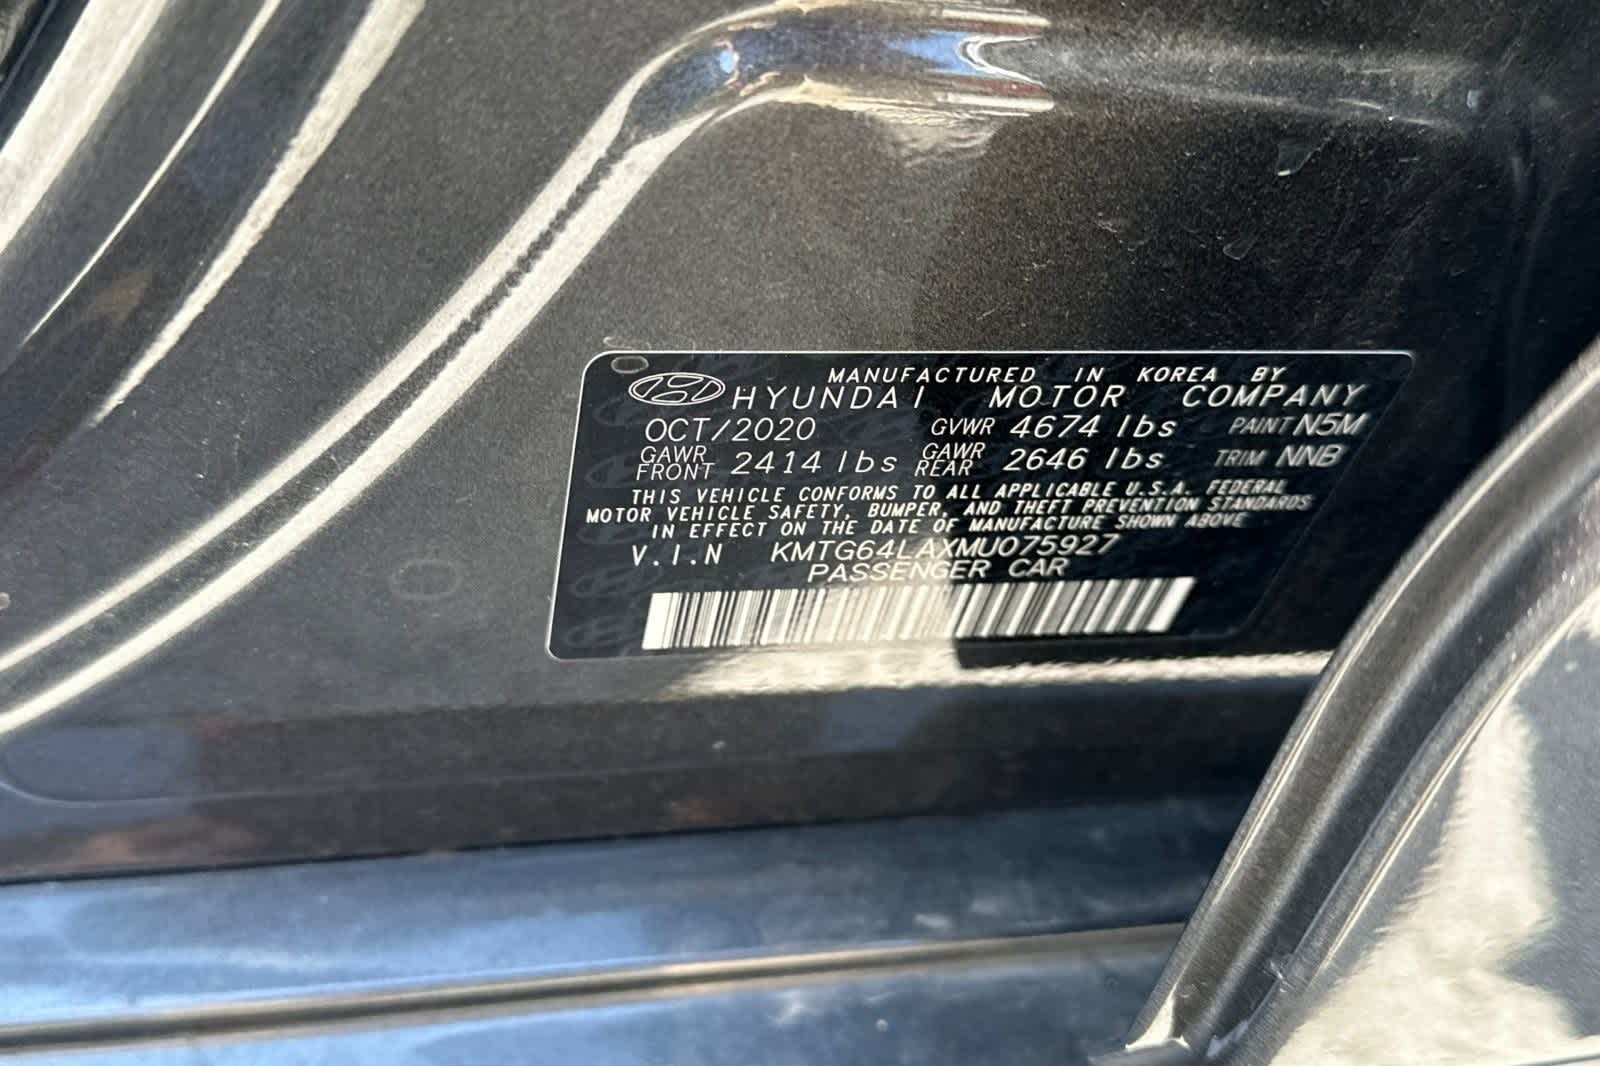 MANUFACTURED IN KOREA BY
HYUNDAI MOTOR COMPANY
OCT/2020 GVWR 4674 lbs PAINT N5M
GAWR FRONT 2414 lbs GAWR REAR 2646 lbs TRIM NNB
THIS VEHICLE CONFORMS TO ALL APPLICABLE U.S.A. FEDERAL
MOTOR VEHICLE SAFETY, BUMPER, AND THEFT PREVENTION STANDARDS
IN EFFECT ON THE DATE OF MANUFACTURE SHOWN ABOVE
V.I.N KMTG64LAXMU075927
PASSENGER CAR